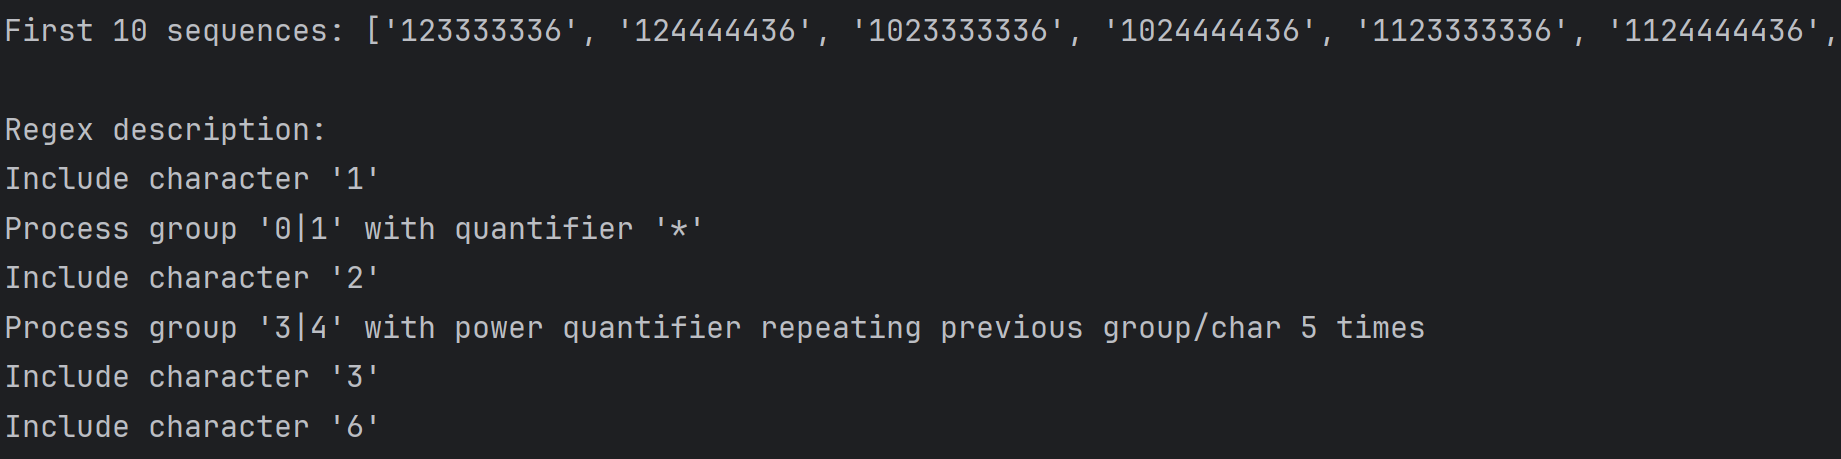 First 10 sequences: ['123333336', '124444436', '1023333336', '1024444436', '1123333336', '1124444436',
Regex description:
Include character '1'
Process group '0|1' with quantifier '*'
Include character '2'
Process group '3|4' with power quantifier repeating previous group/char 5 times
Include character '3'
Include character '6'